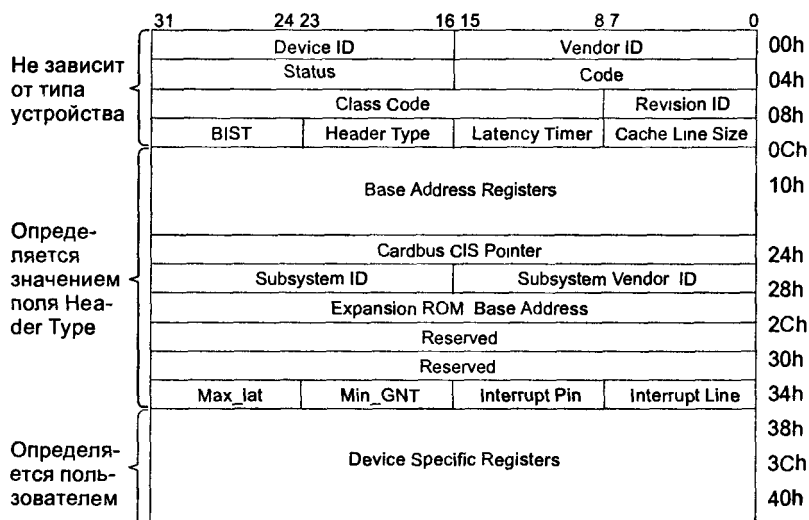 31 24 23 16 15 8 7 0
Device ID Vendor ID 00h
Status Code 04h
Class Code Revision ID 08h
BIST Header Type Latency Timer Cache Line Size 0Ch
Не зависит
от типа
устройства
Base Address Registers 10h
Cardbus CIS Pointer 24h
Subsystem ID Subsystem Vendor ID 28h
Expansion ROM Base Address 2Ch
Reserved 30h
Reserved
Max_lat Min_GNT Interrupt Pin Interrupt Line 34h
Опреде-
ляется
значением
поля Hea-
der Type
38h
Device Specific Registers 3Ch
40h
Определя-
ется поль-
зователем